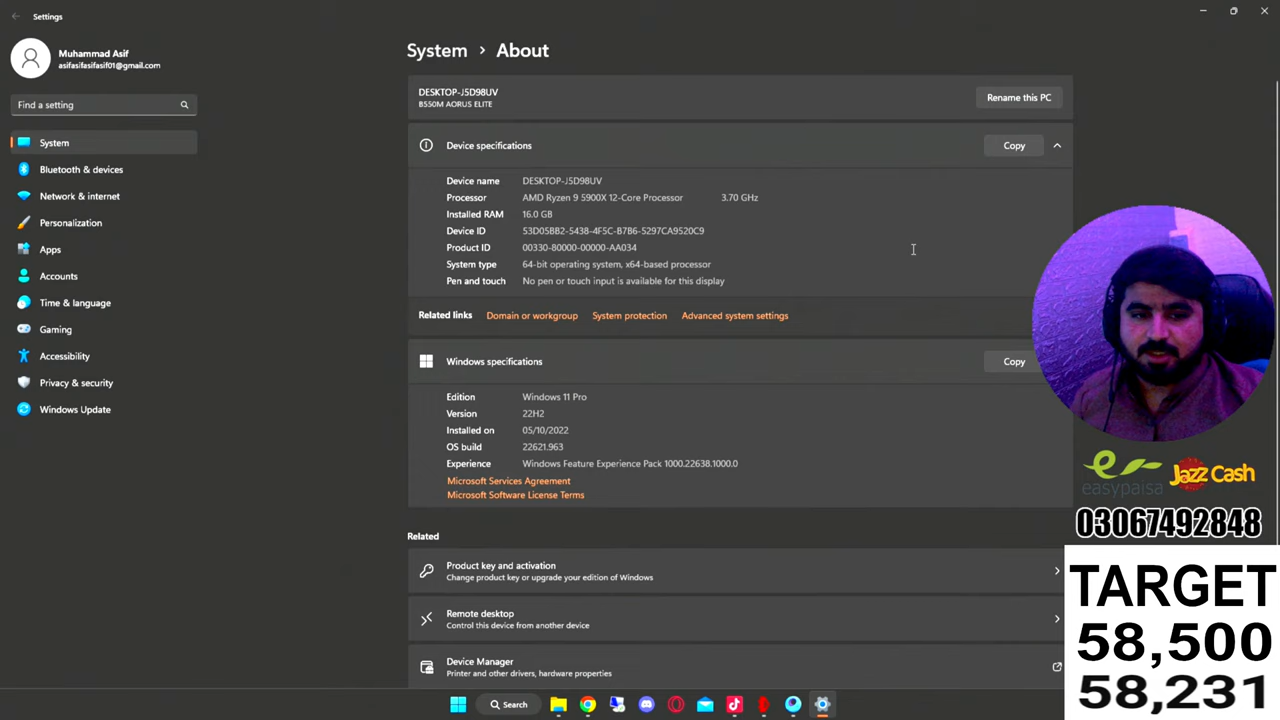 Settings
Muhammad Asif
asifasifasifasif01@gmail.com
Find a setting
System
Bluetooth & devices
Network & internet
Personalization
Apps
Accounts
Time & language
Gaming
Accessibility
Privacy & security
Windows Update
System > About
DESKTOP-J5D98UV
B550M AORUS ELITE
Rename this PC
Device specifications
Copy
Device name DESKTOP-J5D98UV
Processor AMD Ryzen 9 5900X 12-Core Processor 3.70 GHz
Installed RAM 16.0 GB
Device ID 53D05BB2-5438-4F5C-B7B6-5297CA9520C9
Product ID 00330-80000-00000-AA034
System type 64-bit operating system, x64-based processor
Pen and touch No pen or touch input is available for this display
Related links Domain or workgroup System protection Advanced system settings
Windows specifications
Copy
Edition Windows 11 Pro
Version 22H2
Installed on 05/10/2022
OS build 22621.963
Experience Windows Feature Experience Pack 1000.22638.1000.0
Microsoft Services Agreement
Microsoft Software License Terms
Related
Product key and activation
Change product key or upgrade your edition of Windows
Remote desktop
Control this device from another device
Device Manager
Printer and other drivers, hardware properties
easypaisa
JazzCash
03067492848
TARGET
58,500
58,231
Search